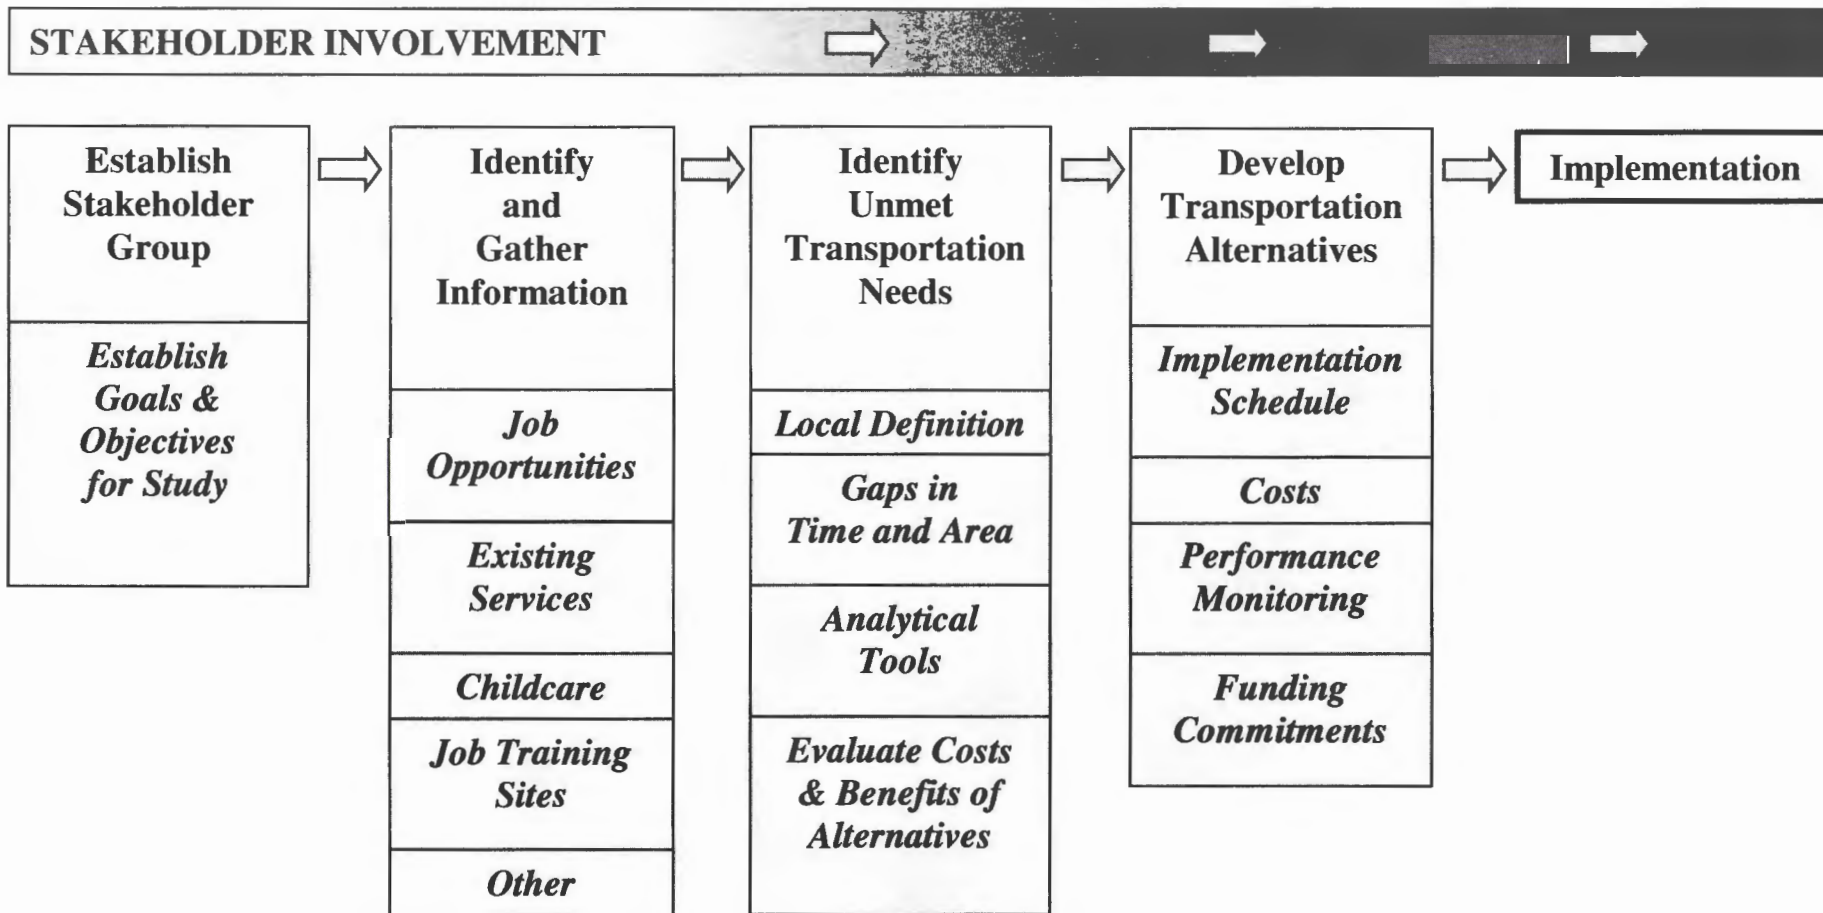 STAKEHOLDER INVOLVEMENT
Establish
Stakeholder
Group
Establish
Goals &
Objectives
for Study
Identify
and
Gather
Information
Job
Opportunities
Existing
Services
Childcare
Job Training
Sites
Other
Identify
Unmet
Transportation
Needs
Local Definition
Gaps in
Time and Area
Analytical
Tools
Evaluate Costs
& Benefits of
Alternatives
Develop
Transportation
Alternatives
Implementation
Schedule
Costs
Performance
Monitoring
Funding
Commitments
Implementation